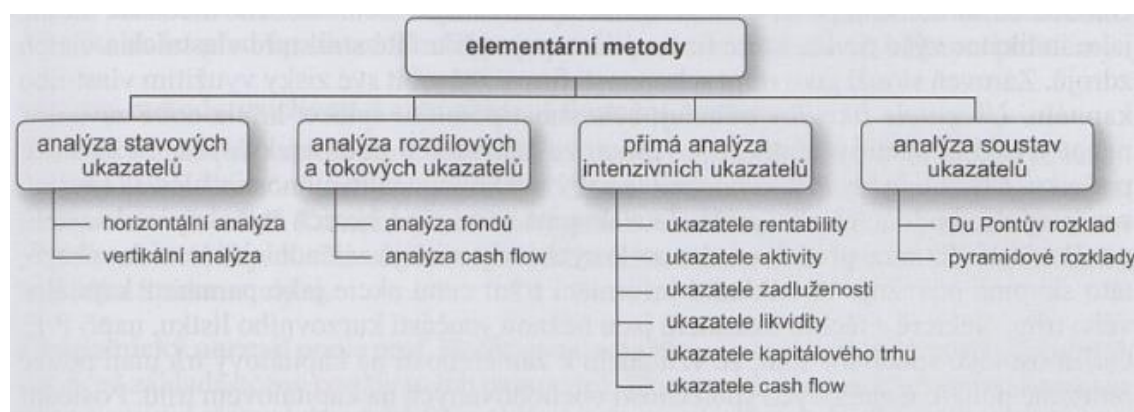 elementární metody
analýza stavových
ukazatelů
horizontální analýza
vertikální analýza
analýza rozdílových
a tokových ukazatelů
analýza fondů
analýza cash flow
přímá analýza
intenzivních ukazatelů
ukazatele rentability
ukazatele aktivity
ukazatele zadluženosti
ukazatele likvidity
ukazatele kapitálového trhu
ukazatele cash flow
analýza soustav
ukazatelů
Du Pontův rozklad
pyramidové rozklady